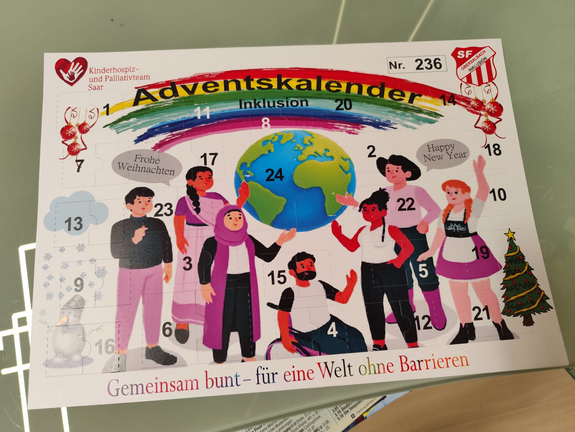 Kinderhospiz-
und Palliativteam
Saar
Nr. 236
SF
INKLUSION
Adventskalender
Inklusion
1
11
20
14
8
7
17
2
18
Frohe
Weihnachten
Happy
New Year
24
23
22
10
13
3
15
5
19
9
6
4
12
21
16
Gemeinsam bunt – für eine Welt ohne Barrieren